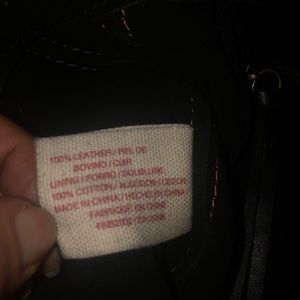 100% LEATHER / PIEL DE
BOVINO / CUIR
LINING / FORRO / DOUBLURE
100% COTTON / ALGODON / COTON
MADE IN CHINA / HECHO EN CHINA
FABRIQUÉ EN CHINE